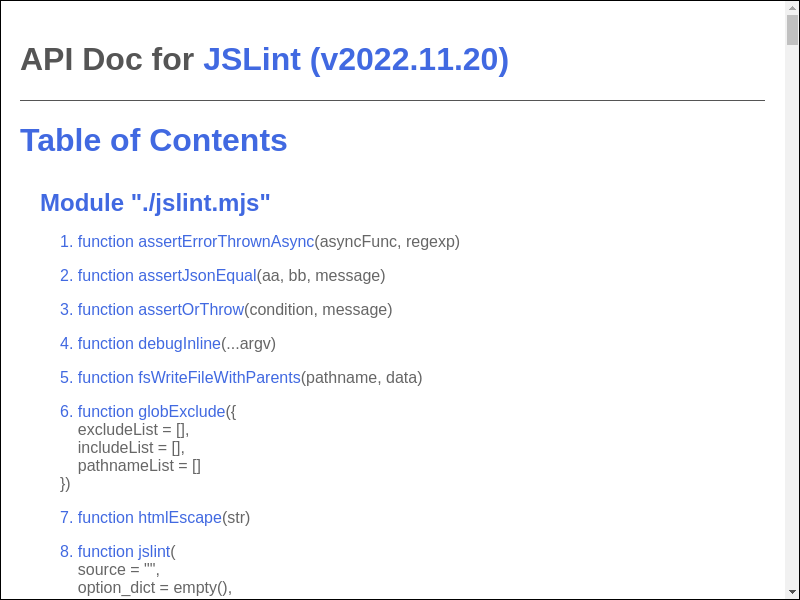 API Doc for JSLint (v2022.11.20)
Table of Contents
Module "./jslint.mjs"
1. function assertErrorThrownAsync(asyncFunc, regexp)
2. function assertJsonEqual(aa, bb, message)
3. function assertOrThrow(condition, message)
4. function debugInline(...argv)
5. function fsWriteFileWithParents(pathname, data)
6. function globExclude({
excludeList = [],
includeList = [],
pathnameList = []
})
7. function htmlEscape(str)
8. function jslint(
source = "",
option_dict = empty(),